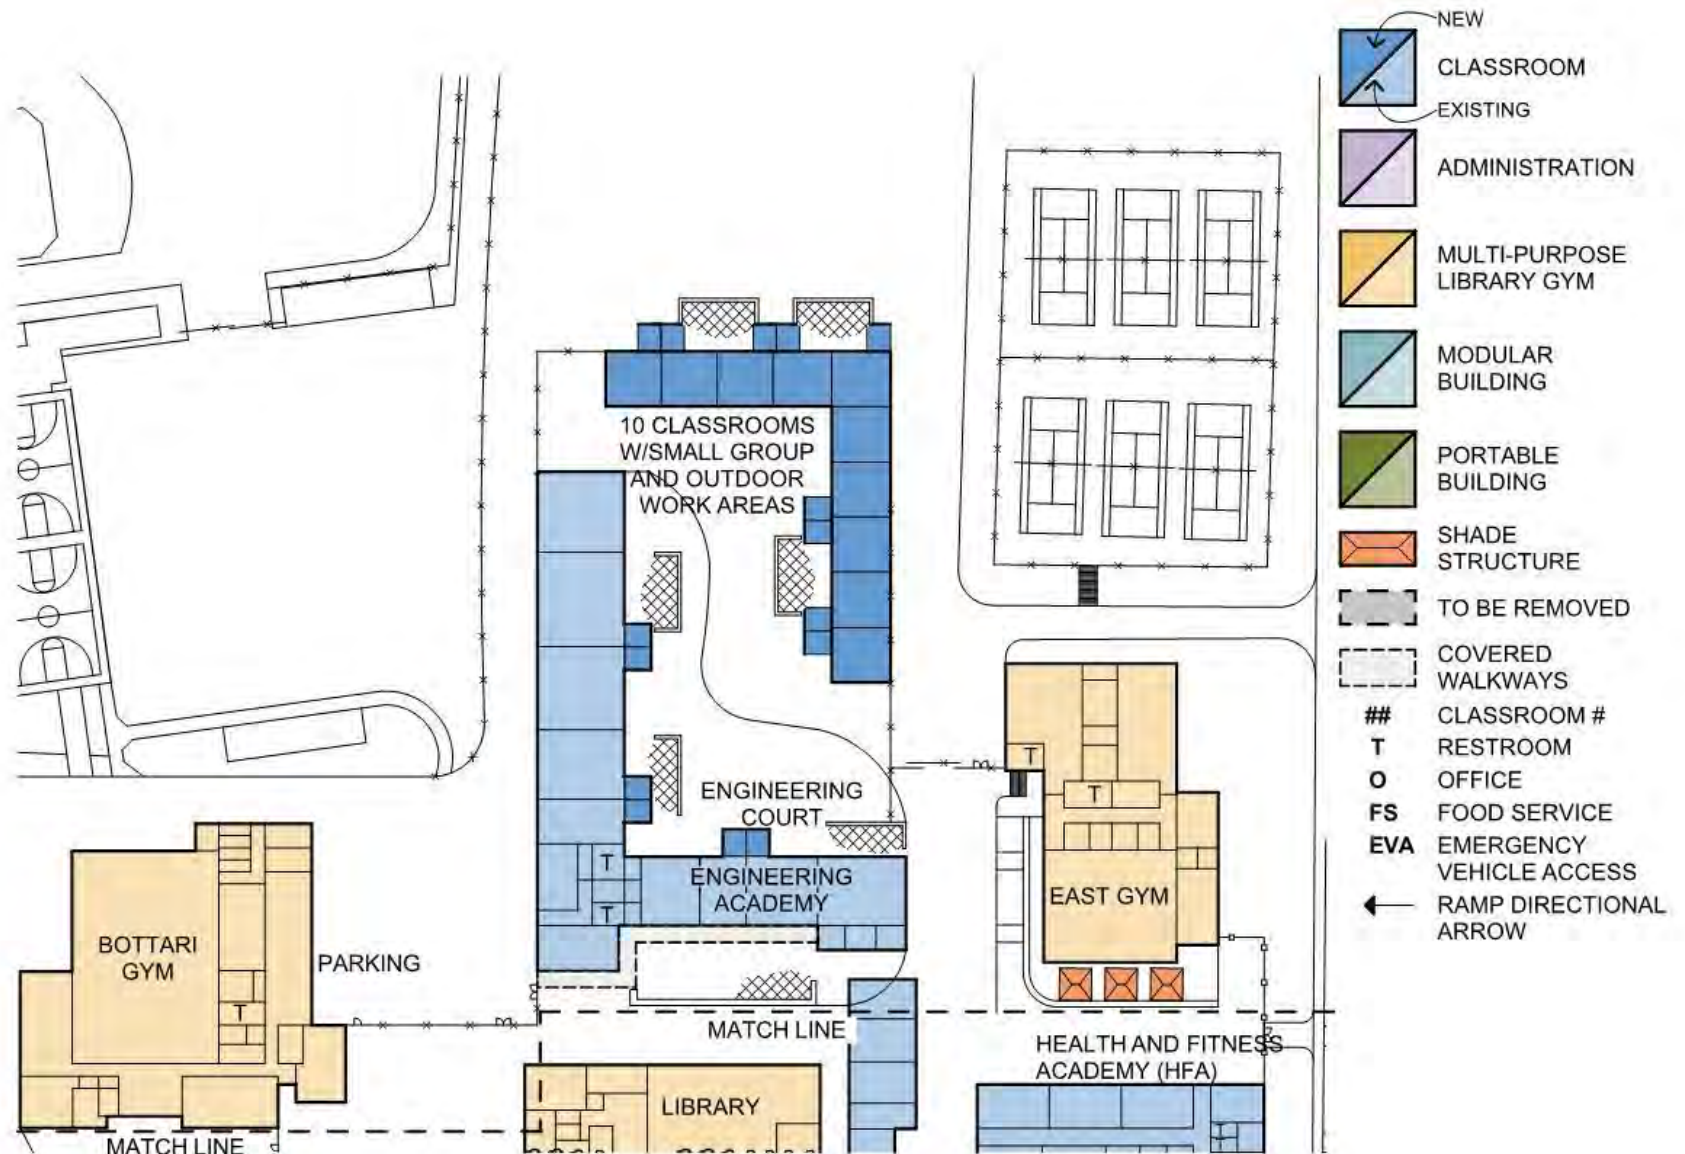 NEW
CLASSROOM
EXISTING
ADMINISTRATION
MULTI-PURPOSE
LIBRARY GYM
MODULAR
BUILDING
PORTABLE
BUILDING
SHADE
STRUCTURE
TO BE REMOVED
COVERED
WALKWAYS
## CLASSROOM #
T RESTROOM
O OFFICE
FS FOOD SERVICE
EVA EMERGENCY
VEHICLE ACCESS
RAMP DIRECTIONAL
ARROW
10 CLASSROOMS
W/SMALL GROUP
AND OUTDOOR
WORK AREAS
T
T
ENGINEERING
COURT
T
ENGINEERING
ACADEMY
T
EAST GYM
BOTTARI
GYM
PARKING
T
MATCH LINE
HEALTH AND FITNESS
ACADEMY (HFA)
LIBRARY
MATCH LINE